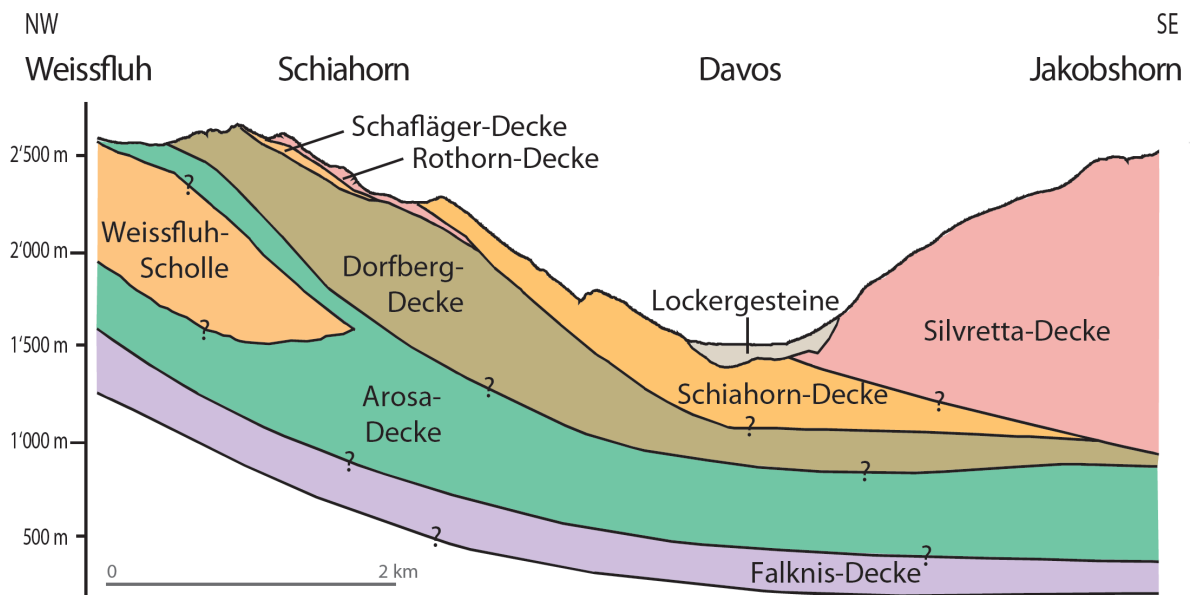 NW
SE
Weissfluh
Schiahorn
Davos
Jakobshorn
Schafläger-Decke
Rothorn-Decke
2'500 m
?
Weissfluh-
Scholle
2'000 m
Dorfberg-
Decke
Lockergesteine
Silvretta-Decke
?
1'500 m
Arosa-
Decke
?
Schiahorn-Decke
?
?
1'000 m
?
?
500 m
?
?
Falknis-Decke
0
2 km